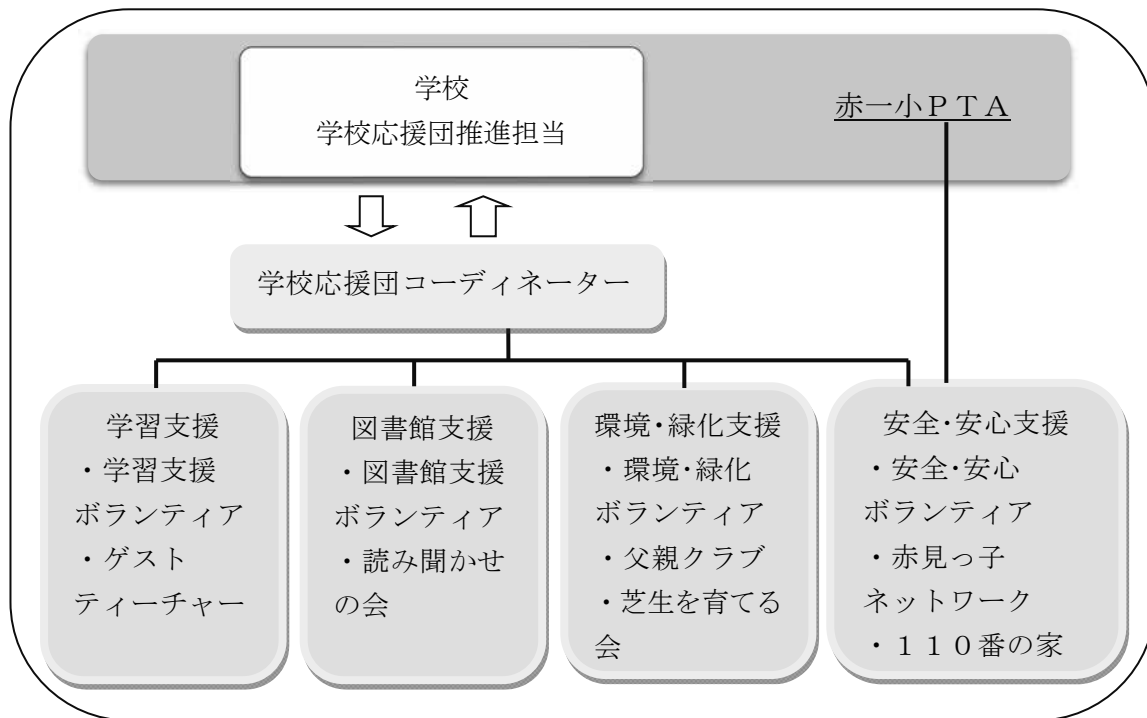 学校
学校応援団推進担当
赤一小ＰＴＡ
学校応援団コーディネーター
学習支援
・学習支援
ボランティア
・ゲスト
ティーチャー
図書館支援
・図書館支援
ボランティア
・読み聞かせ
の会
環境･緑化支援
・環境･緑化
ボランティア
・父親クラブ
・芝生を育てる
会
安全･安心支援
・安全･安心
ボランティア
・赤見っ子
ネットワーク
・１１０番の家